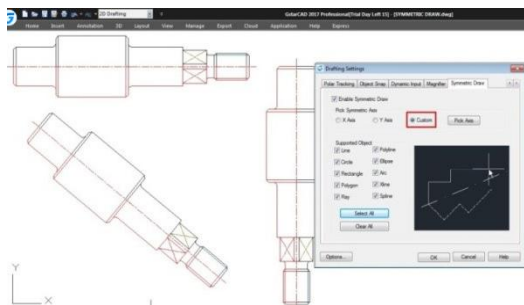 2D Drafting
GstarCAD 2017 Professional(Trial Day Left 15) - [SYMMETRIC DRAW.dwg]
Home Insert Annotation 3D Layout View Manage Export Cloud Application Help Express
Drafting Settings
Polar Tracking Object Snap Dynamic Input Magnifier Symmetric Draw
Enable Symmetric Draw
Pick Symmetric Axis
X Axis Y Axis Custom Pick Axis
Supported Object
Line Polyline
Circle Ellipse
Rectangle Arc
Polygon Xline
Ray Spline
Select All
Clear All
Options... OK Cancel Help
Y
X